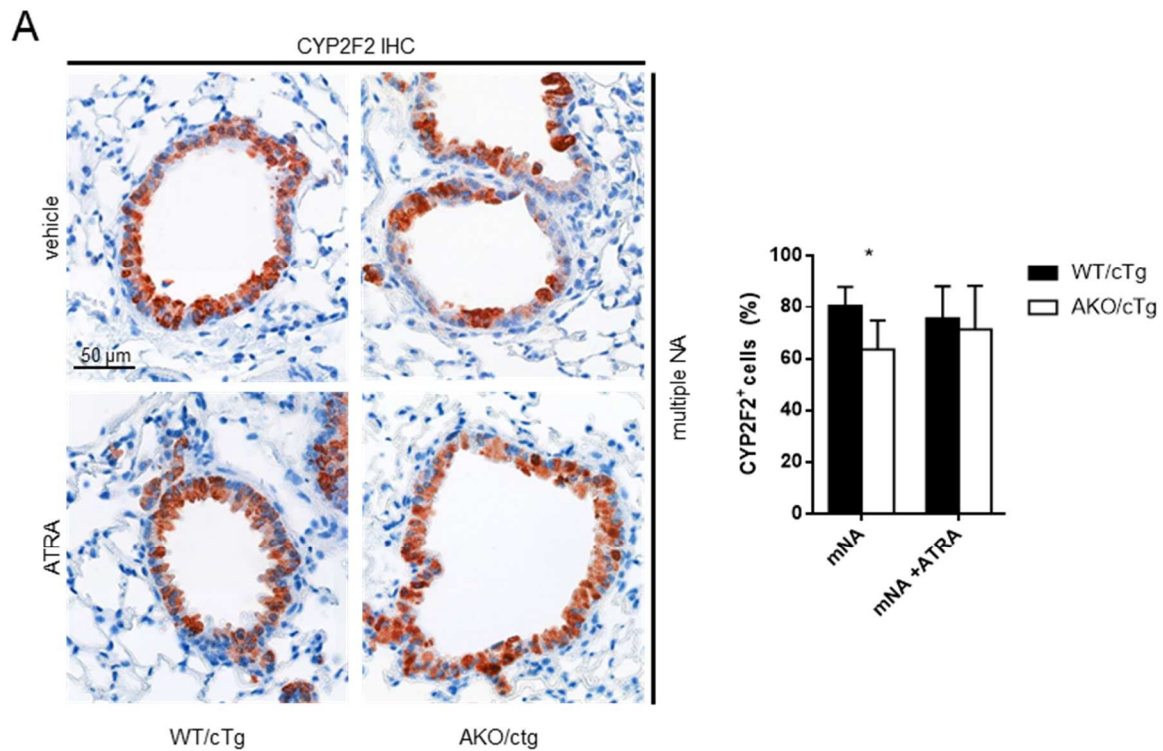 A
CYP2F2 IHC
vehicle
50 µm
ATRA
multiple NA
WT/cTg
AKO/ctg
CYP2F2+ cells (%)
100
80
60
40
20
0
*
mNA
mNA +ATRA
WT/cTg
AKO/cTg